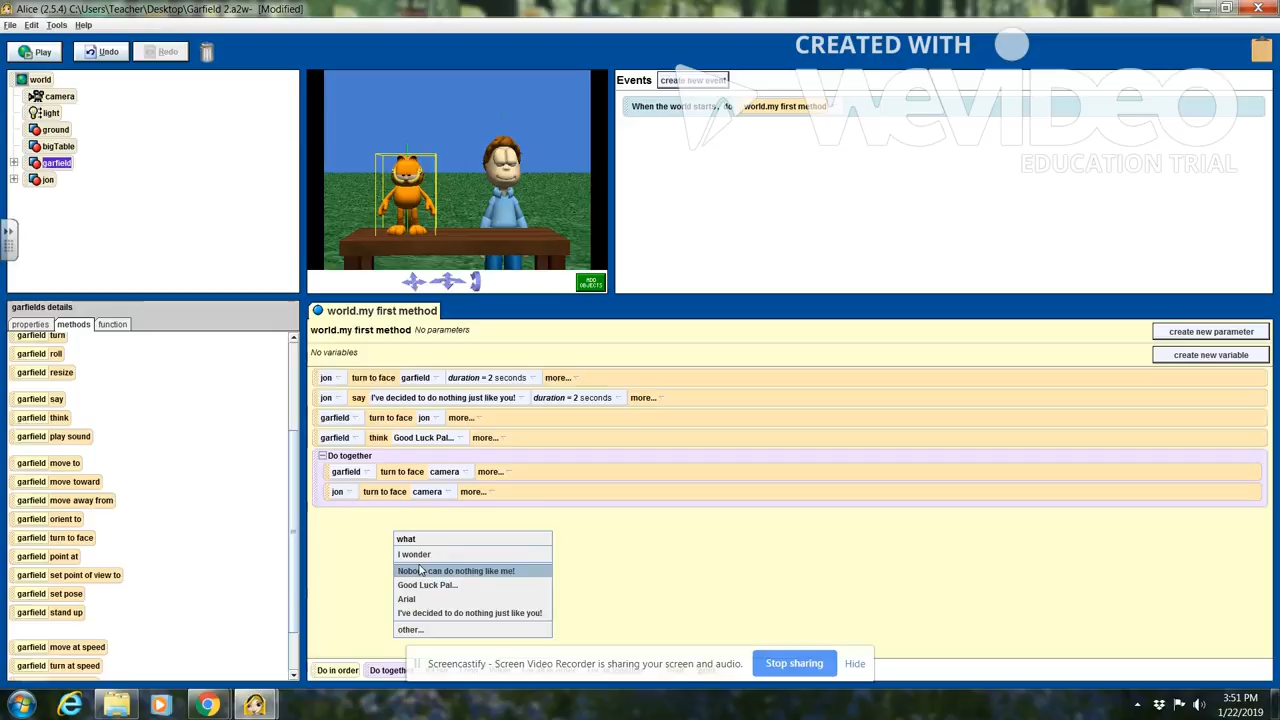 Alice (2.5.4) C:\Users\Teacher\Desktop\Garfield 2.a2w- [Modified]
File Edit Tools Help
Play Undo Redo
CREATED WITH
WEVIDEO
EDUCATION TRIAL
world
camera
light
ground
bigTable
garfield
jon
ADD OBJECTS
Events create new event
When the world starts, do world.my first method
garfields details
properties methods function
garfield turn
garfield roll
garfield resize
garfield say
garfield think
garfield play sound
garfield move to
garfield move toward
garfield move away from
garfield orient to
garfield turn to face
garfield point at
garfield set point of view to
garfield set pose
garfield stand up
garfield move at speed
garfield turn at speed
world.my first method
world.my first method No parameters
create new parameter
No variables
create new variable
jon turn to face garfield duration = 2 seconds more...
jon say I've decided to do nothing just like you! duration = 2 seconds more...
garfield turn to face jon more...
garfield think Good Luck Pal... more...
Do together
garfield turn to face camera more...
jon turn to face camera more...
what
I wonder
Nobody can do nothing like me!
Good Luck Pal...
Arial
I've decided to do nothing just like you!
other...
Do in order Do togeth
Screencastify - Screen Video Recorder is sharing your screen and audio. Stop sharing Hide
3:51 PM
1/22/2019